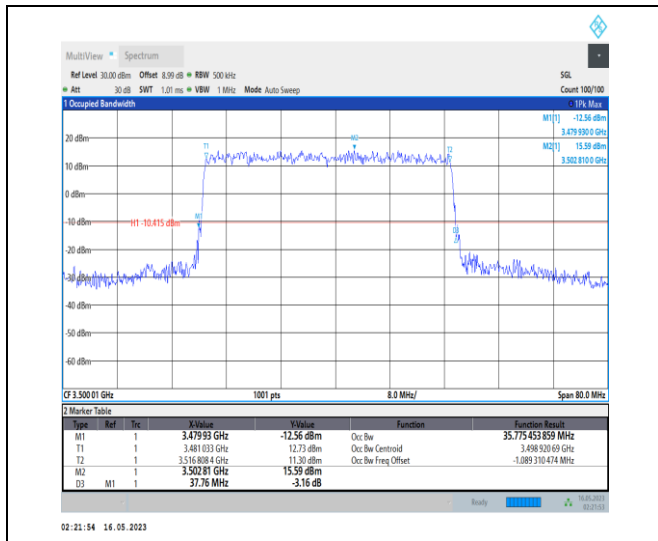 MultiView Spectrum
Ref Level 30.00 dBm Offset 8.99 dB RBW 500 kHz SGL
Att 30 dB SWT 1.01 ms VBW 1 MHz Mode Auto Sweep Count 100/100
1 Occupied Bandwidth 1Pk Max
M1[1] -12.56 dBm
3.479 930 0 GHz
M2[1] 15.59 dBm
3.502 810 0 GHz
20 dBm
M2
T1
T2
10 dBm
0 dBm
M1
-10 dBm
H1 -10.415 dBm
D3
-20 dBm
-30 dBm
-40 dBm
-50 dBm
-60 dBm
CF 3.500 01 GHz 1001 pts 8.0 MHz/ Span 80.0 MHz
2 Marker Table
Type Ref Trc X-Value Y-Value Function Function Result
M1 1 3.479 93 GHz -12.56 dBm Occ Bw 35.775 453 859 MHz
T1 1 3.481 033 GHz 12.73 dBm Occ Bw Centroid 3.498 920 69 GHz
T2 1 3.516 808 4 GHz 11.30 dBm Occ Bw Freq Offset -1.089 310 474 MHz
M2 1 3.502 81 GHz 15.59 dBm
D3 M1 1 37.76 MHz -3.16 dB
Ready 16.05.2023
02:21:53
02:21:54 16.05.2023